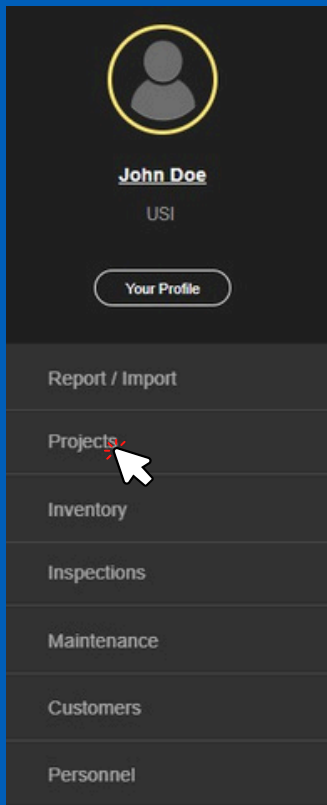 John Doe
USI
Your Profile
Report / Import
Projects
Inventory
Inspections
Maintenance
Customers
Personnel